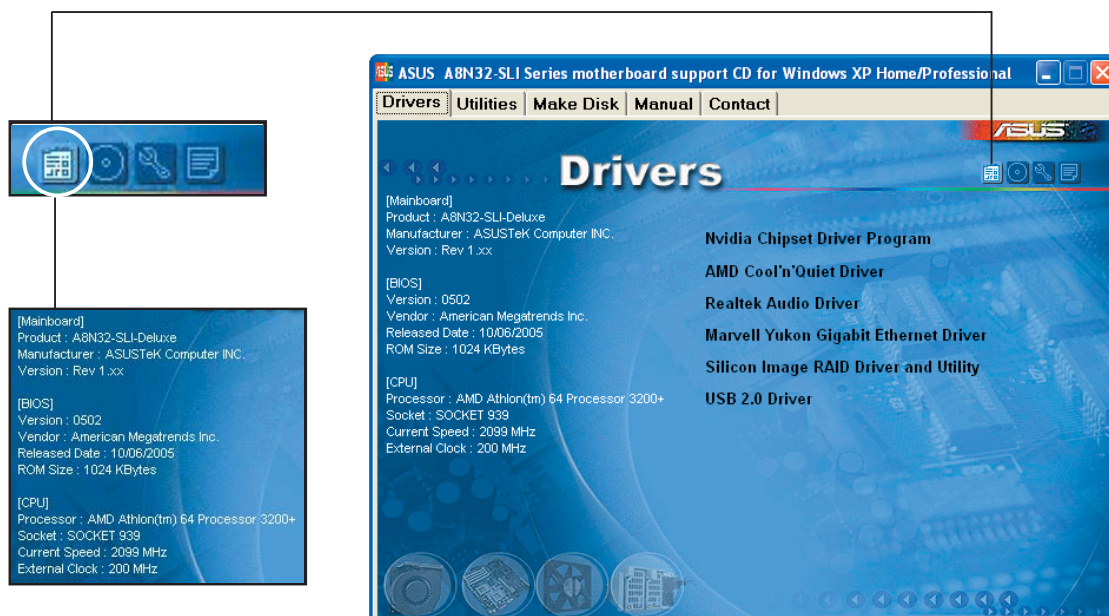 ASUS A8N32-SLI Series motherboard support CD for Windows XP Home/Professional
Drivers Utilities Make Disk Manual Contact
ASUS
Drivers
[Mainboard]
Product : A8N32-SLI-Deluxe
Manufacturer : ASUSTeK Computer INC.
Version : Rev 1.xx
[BIOS]
Version : 0502
Vendor : American Megatrends Inc.
Released Date : 10/06/2005
ROM Size : 1024 KBytes
[CPU]
Processor : AMD Athlon(tm) 64 Processor 3200+
Socket : SOCKET 939
Current Speed : 2099 MHz
External Clock : 200 MHz
Nvidia Chipset Driver Program
AMD Cool'n'Quiet Driver
Realtek Audio Driver
Marvell Yukon Gigabit Ethernet Driver
Silicon Image RAID Driver and Utility
USB 2.0 Driver
[Mainboard]
Product : A8N32-SLI-Deluxe
Manufacturer : ASUSTeK Computer INC.
Version : Rev 1.xx
[BIOS]
Version : 0502
Vendor : American Megatrends Inc.
Released Date : 10/06/2005
ROM Size : 1024 KBytes
[CPU]
Processor : AMD Athlon(tm) 64 Processor 3200+
Socket : SOCKET 939
Current Speed : 2099 MHz
External Clock : 200 MHz